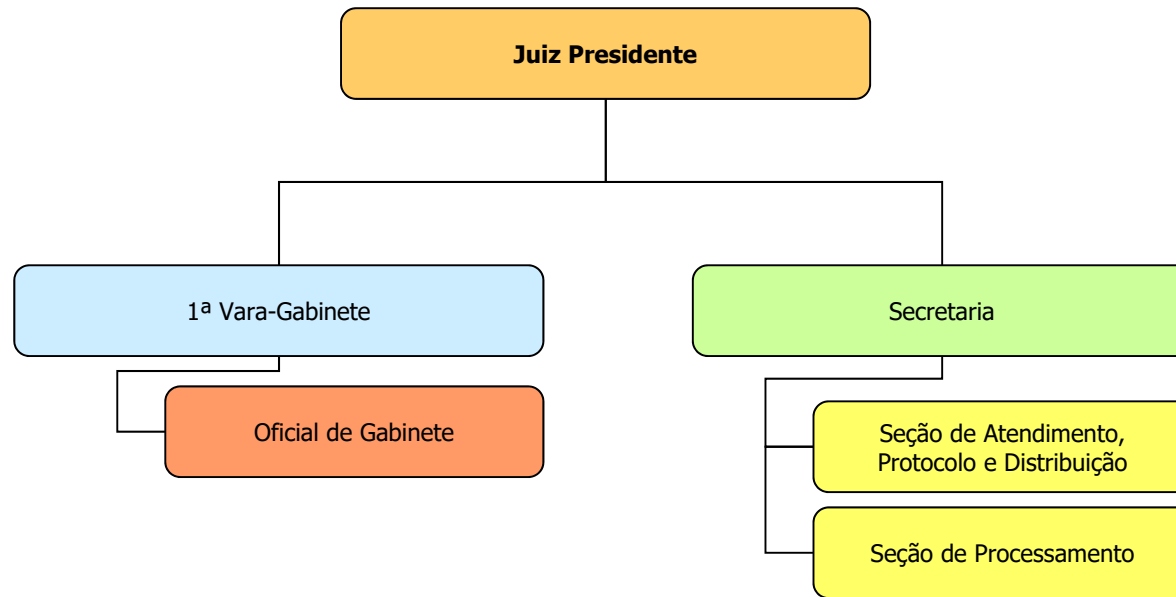 Juiz Presidente
1ª Vara-Gabinete
Secretaria
Oficial de Gabinete
Seção de Atendimento,
Protocolo e Distribuição
Seção de Processamento